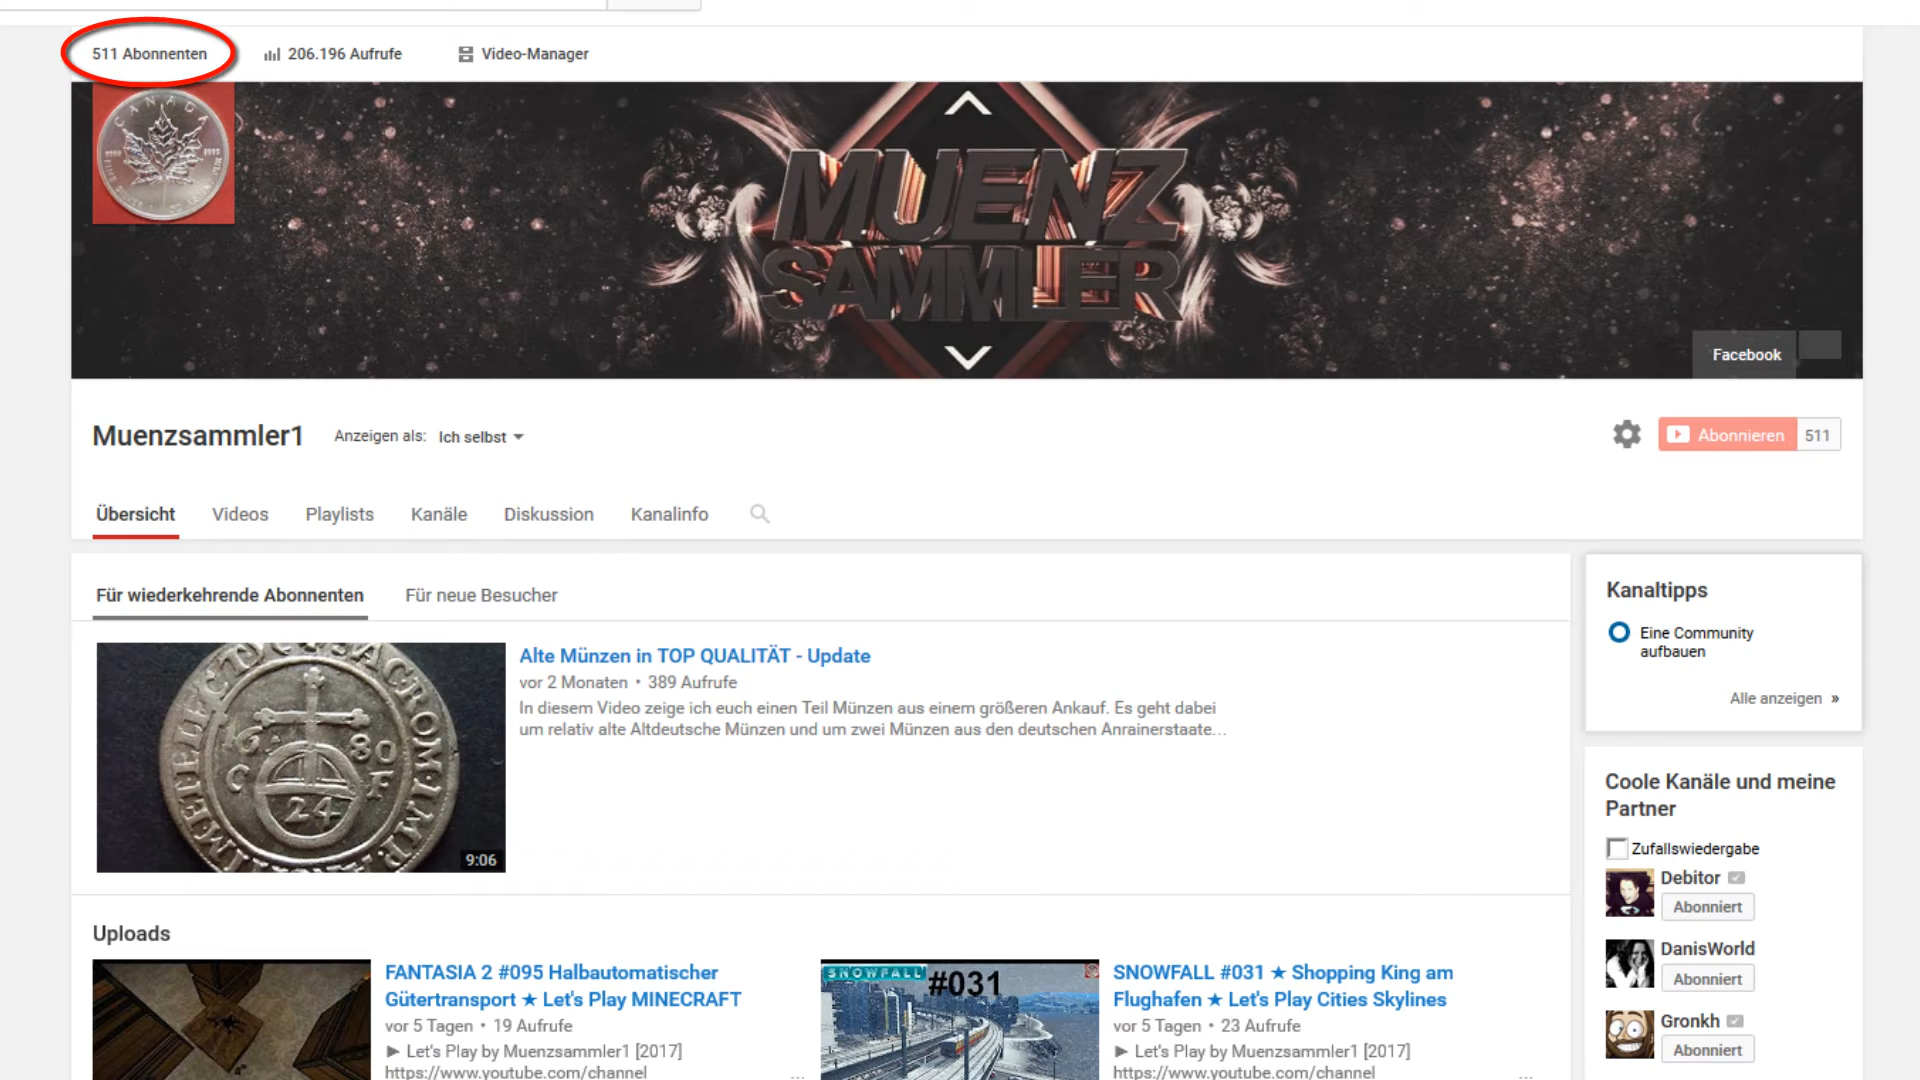 511 Abonnenten
206.196 Aufrufe
Video-Manager
CANADA
MUENZ
SAMMLER
Facebook
Muenzsammler1
Anzeigen als: Ich selbst
Abonnieren 511
Übersicht
Videos
Playlists
Kanäle
Diskussion
Kanalinfo
Für wiederkehrende Abonnenten
Für neue Besucher
16 80
C F
24
9:06
Alte Münzen in TOP QUALITÄT - Update
vor 2 Monaten • 389 Aufrufe
In diesem Video zeige ich euch einen Teil Münzen aus einem größeren Ankauf. Es geht dabei
um relativ alte Altdeutsche Münzen und um zwei Münzen aus den deutschen Anrainerstaate...
Uploads
FANTASIA 2 #095 Halbautomatischer
Gütertransport ★ Let's Play MINECRAFT
vor 5 Tagen • 19 Aufrufe
► Let's Play by Muenzsammler1 [2017]
https://www.youtube.com/channel
...
SNOWFALL #031
SNOWFALL #031 ★ Shopping King am
Flughafen ★ Let's Play Cities Skylines
vor 5 Tagen • 23 Aufrufe
► Let's Play by Muenzsammler1 [2017]
https://www.youtube.com/channel
...
Kanaltipps
Eine Community
aufbauen
Alle anzeigen »
Coole Kanäle und meine
Partner
Zufallswiedergabe
Debitor
Abonniert
DanisWorld
Abonniert
Gronkh
Abonniert